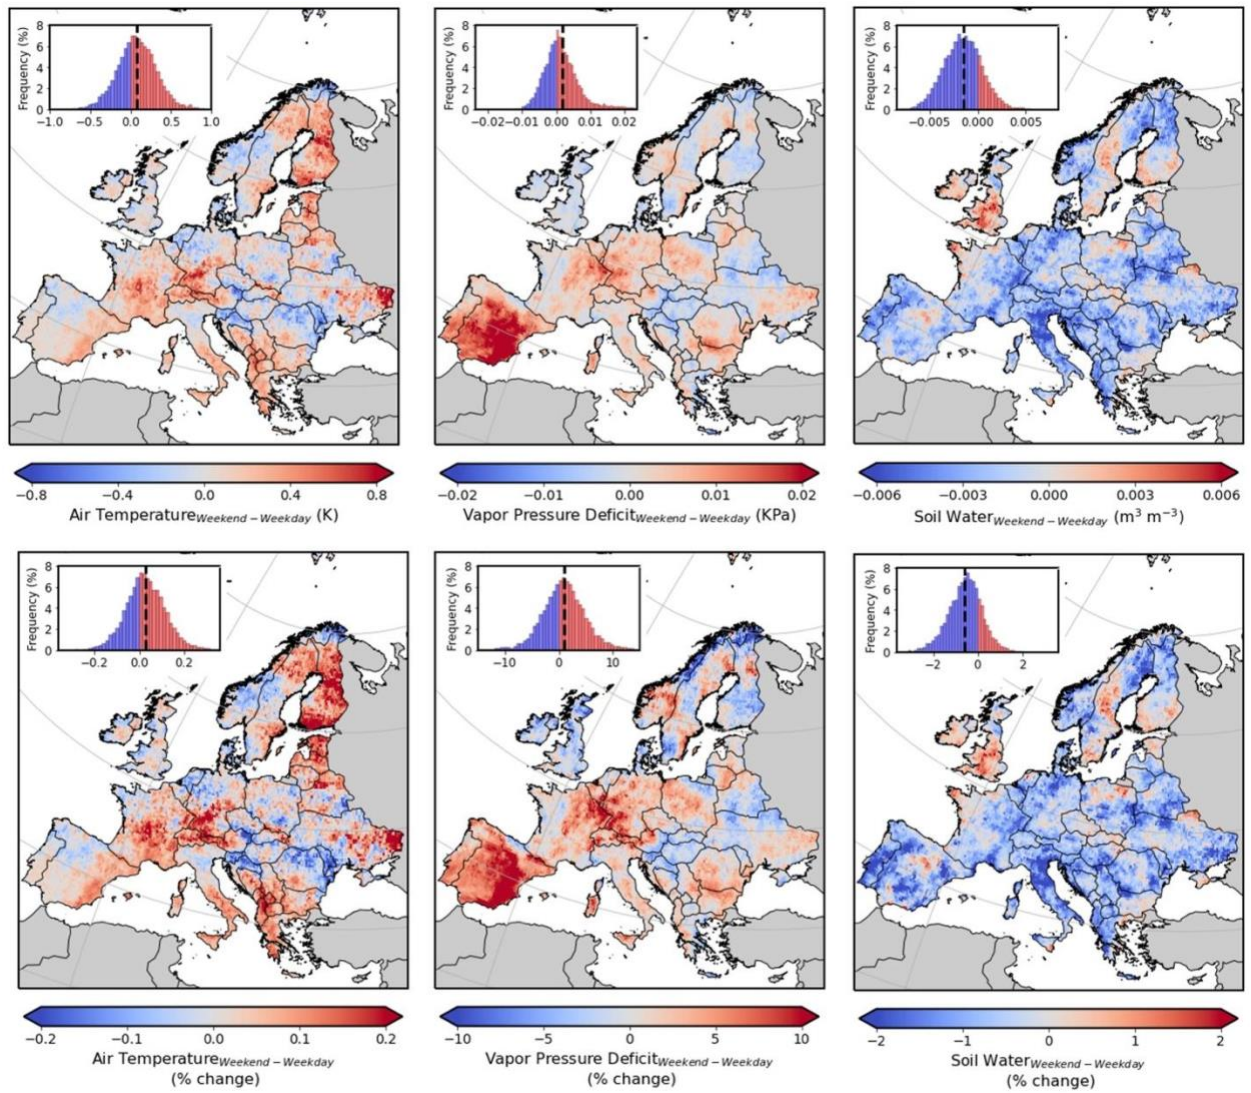 Frequency (%)
8
6
4
2
0
−1.0 −0.5 0.0 0.5 1.0
−0.8 −0.4 0.0 0.4 0.8
Air Temperature Weekend − Weekday (K)
Frequency (%)
8
6
4
2
0
−0.02 −0.01 0.00 0.01 0.02
−0.02 −0.01 0.00 0.01 0.02
Vapor Pressure Deficit Weekend − Weekday (KPa)
Frequency (%)
8
6
4
2
0
−0.005 0.000 0.005
−0.006 −0.003 0.000 0.003 0.006
Soil Water Weekend − Weekday (m³ m⁻³)
Frequency (%)
8
6
4
2
0
−0.2 0.0 0.2
−0.2 −0.1 0.0 0.1 0.2
Air Temperature Weekend − Weekday
(% change)
Frequency (%)
8
6
4
2
0
−10 0 10
−10 −5 0 5 10
Vapor Pressure Deficit Weekend − Weekday
(% change)
Frequency (%)
8
6
4
2
0
−2 0 2
−2 −1 0 1 2
Soil Water Weekend − Weekday
(% change)